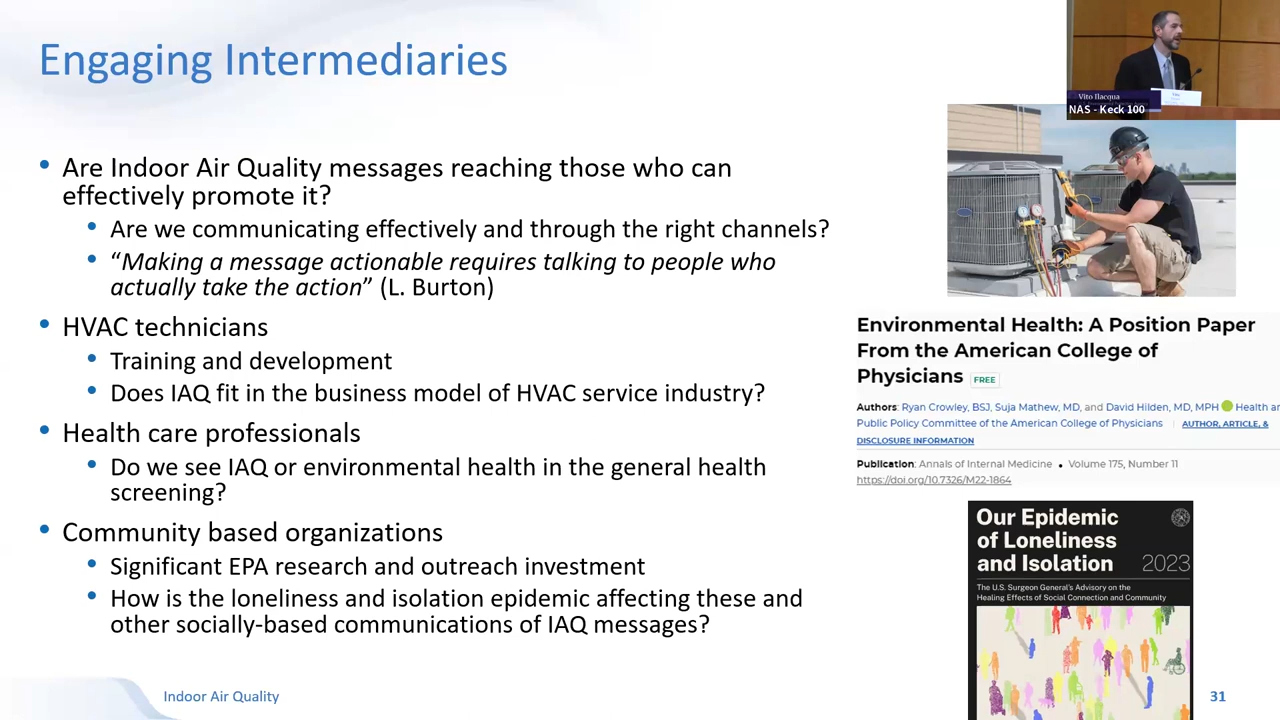 Engaging Intermediaries
• Are Indoor Air Quality messages reaching those who can
effectively promote it?
• Are we communicating effectively and through the right channels?
• “Making a message actionable requires talking to people who
actually take the action” (L. Burton)
• HVAC technicians
• Training and development
• Does IAQ fit in the business model of HVAC service industry?
• Health care professionals
• Do we see IAQ or environmental health in the general health
screening?
• Community based organizations
• Significant EPA research and outreach investment
• How is the loneliness and isolation epidemic affecting these and
other socially-based communications of IAQ messages?
Vito Ilacqua
NAS - Keck 100
Environmental Health: A Position Paper
From the American College of
Physicians FREE
Authors: Ryan Crowley, BSJ, Suja Mathew, MD, and David Hilden, MD, MPH Health an
Public Policy Committee of the American College of Physicians | AUTHOR, ARTICLE, &
DISCLOSURE INFORMATION
Publication: Annals of Internal Medicine • Volume 175, Number 11
https://doi.org/10.7326/M22-1864
Our Epidemic
of Loneliness
and Isolation 2023
The U.S. Surgeon General’s Advisory on the
Healing Effects of Social Connection and Community
Indoor Air Quality
31